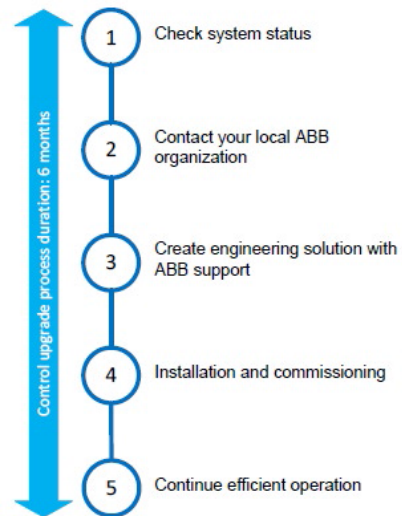 Control upgrade process duration: 6 months
1
Check system status
2
Contact your local ABB
organization
3
Create engineering solution with
ABB support
4
Installation and commissioning
5
Continue efficient operation